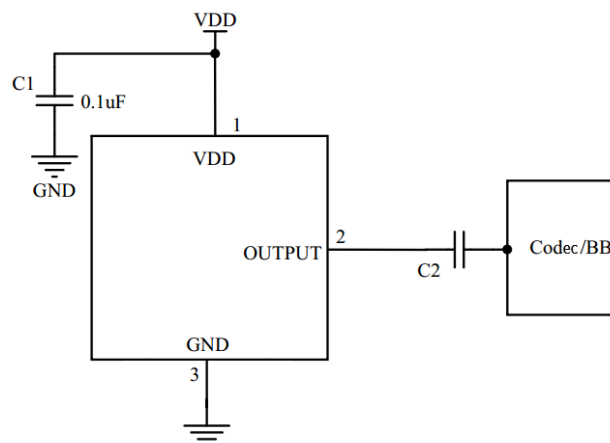 VDD
C1
0.1uF
1
VDD
GND
2
OUTPUT
Codec/BB
C2
GND
3